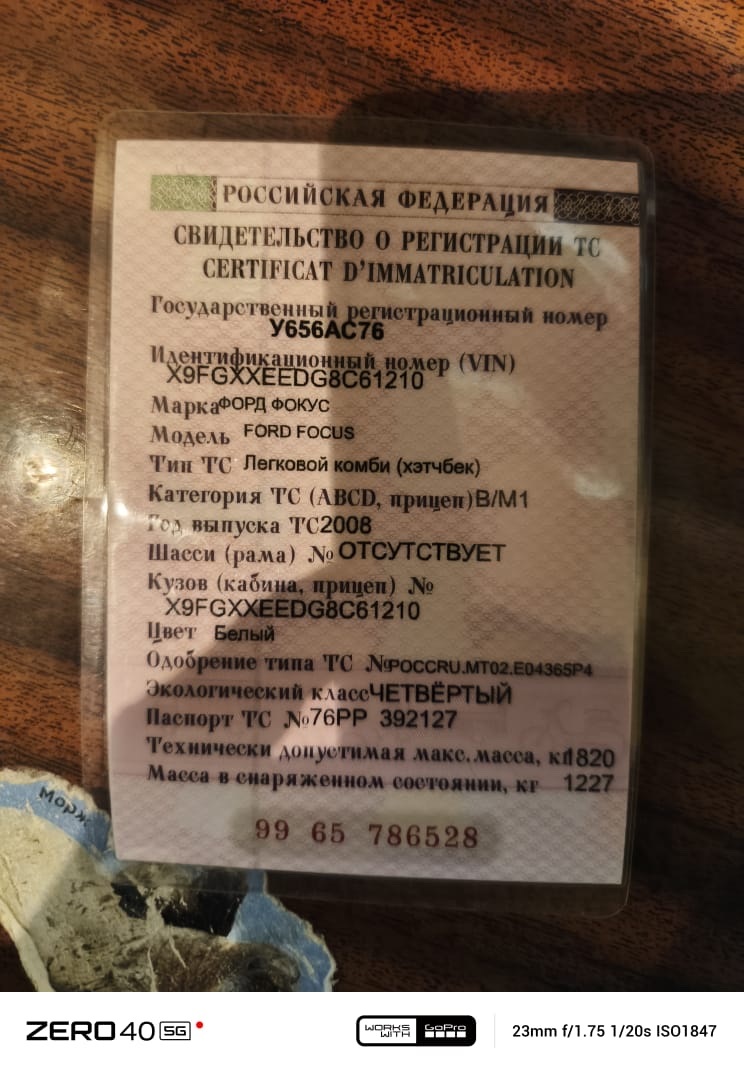 РОССИЙСКАЯ ФЕДЕРАЦИЯ
СВИДЕТЕЛЬСТВО О РЕГИСТРАЦИИ ТС
CERTIFICAT D'IMMATRICULATION
Государственный регистрационный номер
У656АС76
Идентификационный номер (VIN)
X9FGXXEEDG8C61210
Марка ФОРД ФОКУС
Модель FORD FOCUS
Тип ТС Легковой комби (хэтчбек)
Категория ТС (ABCD, прицеп) B/M1
Год выпуска ТС 2008
Шасси (рама) № ОТСУТСТВУЕТ
Кузов (кабина, прицеп) №
X9FGXXEEDG8C61210
Цвет Белый
Одобрение типа ТС № РОССRU.MT02.E04365P4
Экологический класс ЧЕТВЁРТЫЙ
Паспорт ТС № 76РР 392127
Технически допустимая макс. масса, кг 1820
Масса в снаряженном состоянии, кг 1227
99 65 786528
Морж
ZERO 40 5G
WORKS WITH GoPro
23mm f/1.75 1/20s ISO1847